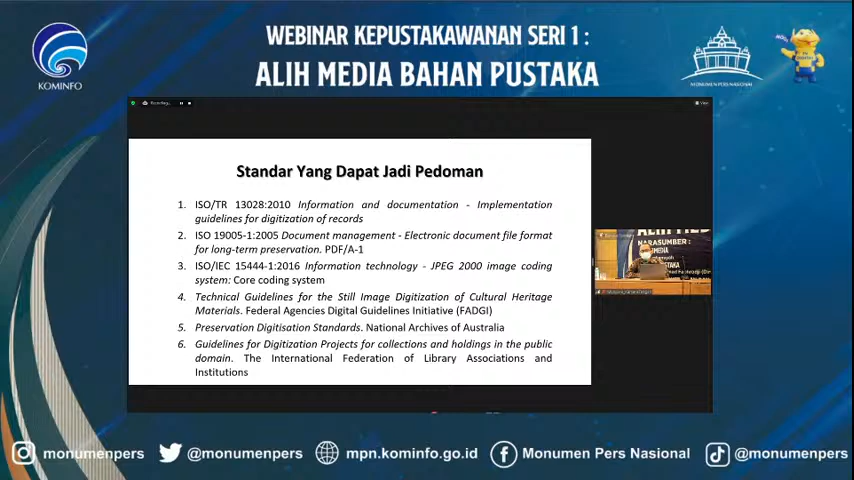 WEBINAR KEPUSTAKAWANAN SERI 1 :
ALIH MEDIA BAHAN PUSTAKA
KOMINFO
MONUMEN PERS NASIONAL
Recording...
View
Standar Yang Dapat Jadi Pedoman
1. ISO/TR 13028:2010 Information and documentation - Implementation
guidelines for digitization of records
2. ISO 19005-1:2005 Document management - Electronic document file format
for long-term preservation. PDF/A-1
3. ISO/IEC 15444-1:2016 Information technology - JPEG 2000 image coding
system: Core coding system
4. Technical Guidelines for the Still Image Digitization of Cultural Heritage
Materials. Federal Agencies Digital Guidelines Initiative (FADGI)
5. Preservation Digitisation Standards. National Archives of Australia
6. Guidelines for Digitization Projects for collections and holdings in the public
domain. The International Federation of Library Associations and
Institutions
NARASUMBER :
monumenpers
@monumenpers
mpn.kominfo.go.id
Monumen Pers Nasional
@monumenpers